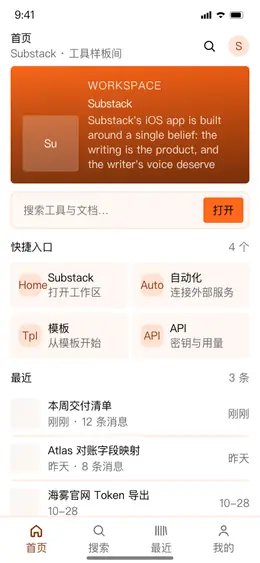 9:41
首页
Substack · 工具样板间
S
WORKSPACE
Substack
Su
Substack's iOS app is built
around a single belief: the
writing is the product, and
the writer's voice deserve
搜索工具与文档…
打开
快捷入口
4 个
Home
Substack
打开工作区
Auto
自动化
连接外部服务
Tpl
模板
从模板开始
API
API
密钥与用量
最近
3 条
本周交付清单
刚刚 · 12 条消息
刚刚
Atlas 对账字段映射
昨天 · 8 条消息
昨天
海雾官网 Token 导出
10-28
10-28
首页
搜索
最近
我的